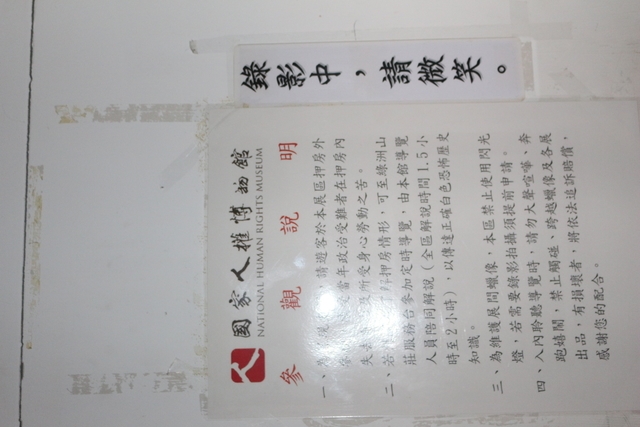 國家人權博物館
NATIONAL HUMAN RIGHTS MUSEUM
參觀說明
一、為，請遊客於本展區押房外
受當年政治受難者在押房內
失及所受身心勞動之苦。
二、若解押房情形，可至綠洲山
莊服務台參加定時導覽，由本館導覽
人員陪同解說（全區解說時間1.5小
時至2小時），以傳達正確白色恐怖歷史
知識。
三、為維護展間蠟像，本區禁止使用閃光
燈，若需要錄影拍攝須提前申請。
四、入內聆聽導覽時，請勿大聲喧嘩、奔
跑嬉鬧，禁止觸碰、跨越蠟像及各展
出品，有損壞者，將依法追訴賠償，
感謝您的配合。
錄影中，請微笑。